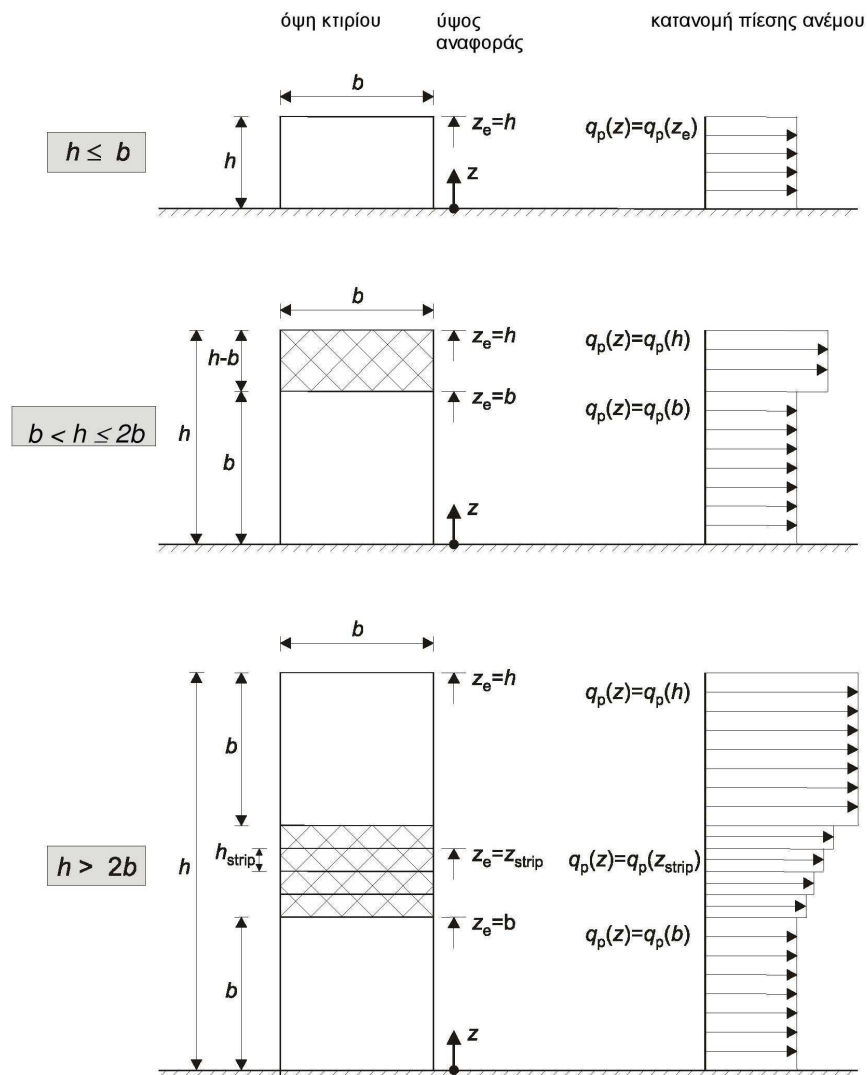 όψη κτιρίου
ύψος αναφοράς
κατανομή πίεσης ανέμου
h ≤ b
b
h
z_e=h
z
q_p(z)=q_p(z_e)
b < h ≤ 2b
b
h-b
h
b
z_e=h
z_e=b
z
q_p(z)=q_p(h)
q_p(z)=q_p(b)
h > 2b
b
h
b
h_strip
b
z_e=h
z_e=z_strip
z_e=b
z
q_p(z)=q_p(h)
q_p(z)=q_p(z_strip)
q_p(z)=q_p(b)